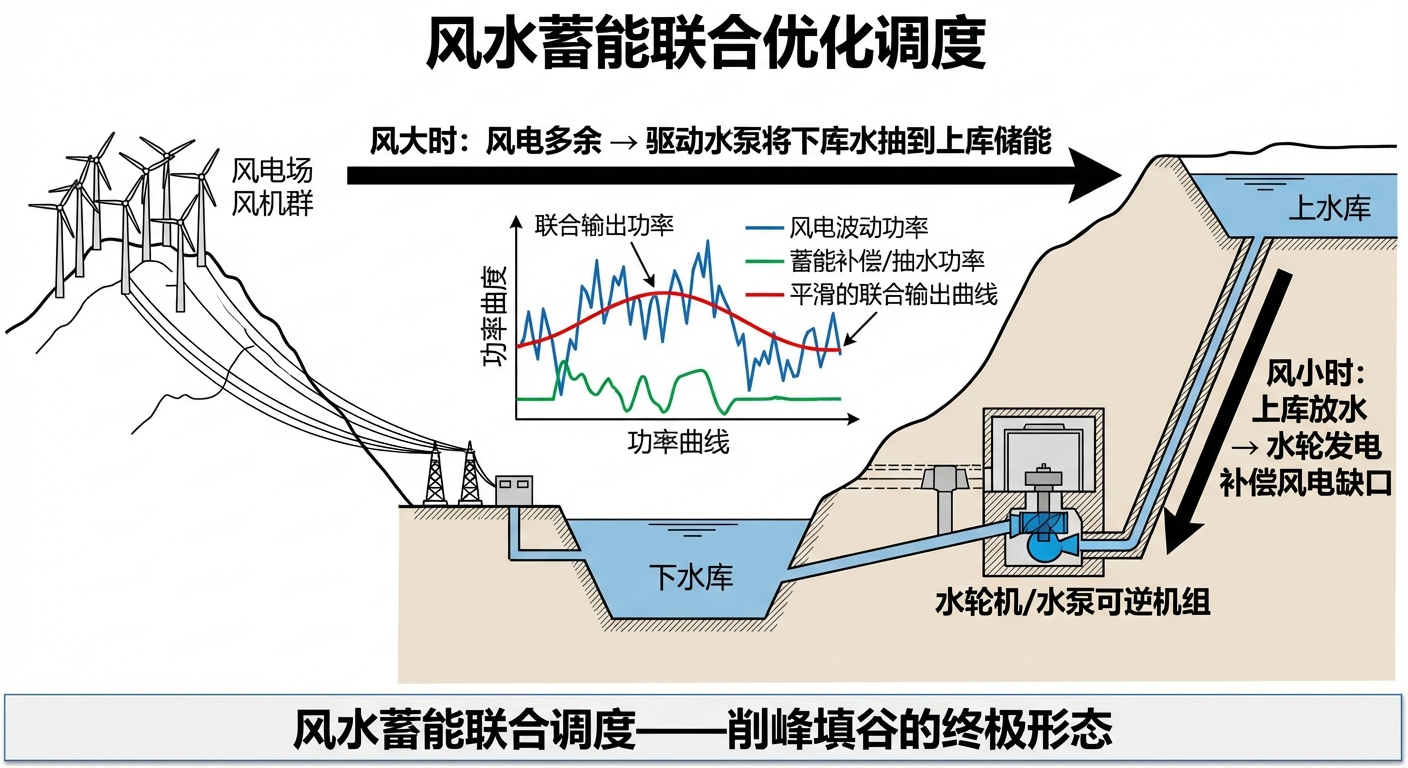 风水蓄能联合优化调度
风大时：风电多余 → 驱动水泵将下库水抽到上库储能
风电场
风机群
联合输出功率
风电波动功率
蓄能补偿/抽水功率
平滑的联合输出曲线
功率曲度
功率曲线
上水库
风小时：
上库放水
→ 水轮发电
补偿风电缺口
下水库
水轮机/水泵可逆机组
风水蓄能联合调度——削峰填谷的终极形态